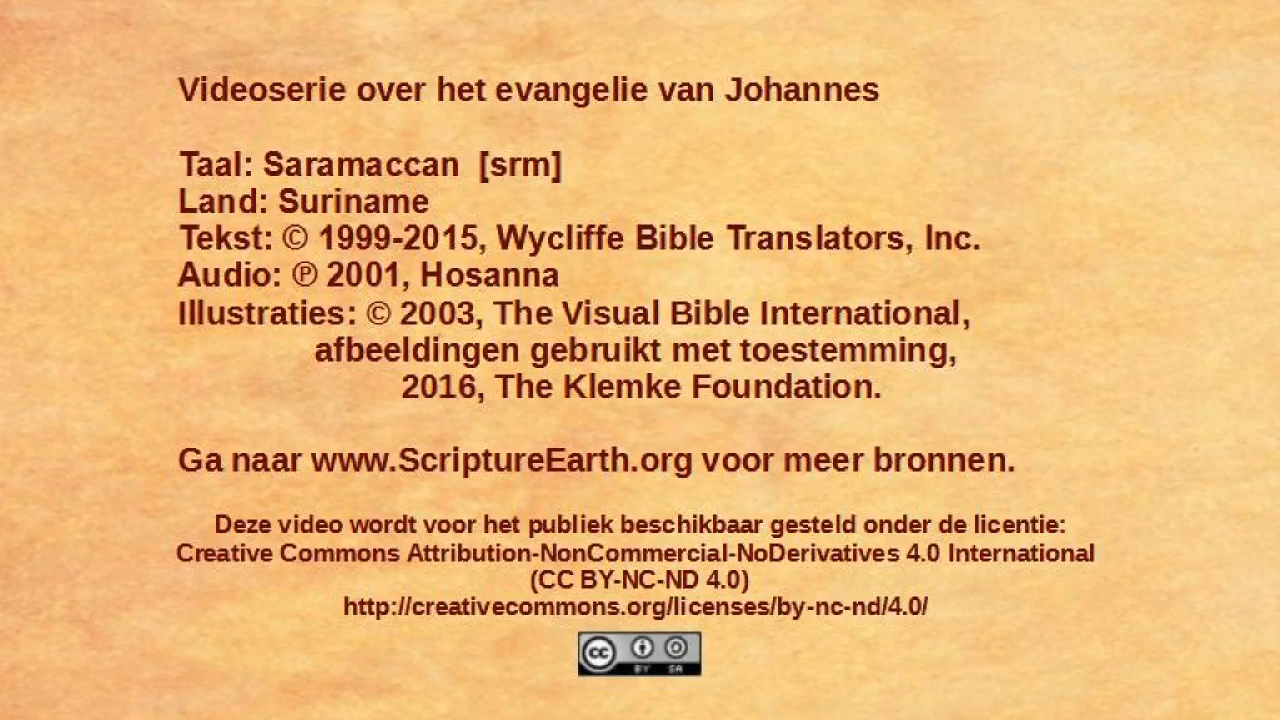 Videoserie over het evangelie van Johannes
Taal: Saramaccan [srm]
Land: Suriname
Tekst: © 1999-2015, Wycliffe Bible Translators, Inc.
Audio: ℗ 2001, Hosanna
Illustraties: © 2003, The Visual Bible International,
afbeeldingen gebruikt met toestemming,
2016, The Klemke Foundation.
Ga naar www.ScriptureEarth.org voor meer bronnen.
Deze video wordt voor het publiek beschikbaar gesteld onder de licentie:
Creative Commons Attribution-NonCommercial-NoDerivatives 4.0 International
(CC BY-NC-ND 4.0)
http://creativecommons.org/licenses/by-nc-nd/4.0/
cc BY SA